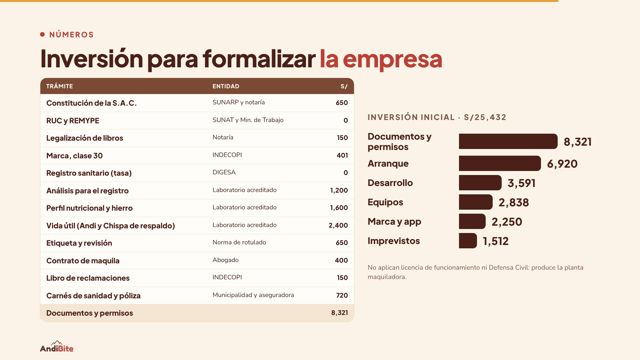 NÚMEROS
Inversión para formalizar la empresa
TRÁMITE ENTIDAD S/
Constitución de la S.A.C. SUNARP y notaría 650
RUC y REMYPE SUNAT y Min. de Trabajo 0
Legalización de libros Notaría 150
Marca, clase 30 INDECOPI 401
Registro sanitario (tasa) DIGESA 0
Análisis para el registro Laboratorio acreditado 1,200
Perfil nutricional y hierro Laboratorio acreditado 1,600
Vida útil (Andi y Chispa de respaldo) Laboratorio acreditado 2,400
Etiqueta y revisión Norma de rotulado 650
Contrato de maquila Abogado 400
Libro de reclamaciones INDECOPI 150
Carnés de sanidad y póliza Municipalidad y aseguradora 720
Documentos y permisos 8,321
INVERSIÓN INICIAL · S/25,432
Documentos y
permisos 8,321
Arranque 6,920
Desarrollo 3,591
Equipos 2,838
Marca y app 2,250
Imprevistos 1,512
No aplican licencia de funcionamiento ni Defensa Civil: produce la planta
maquiladora.
AndiBite